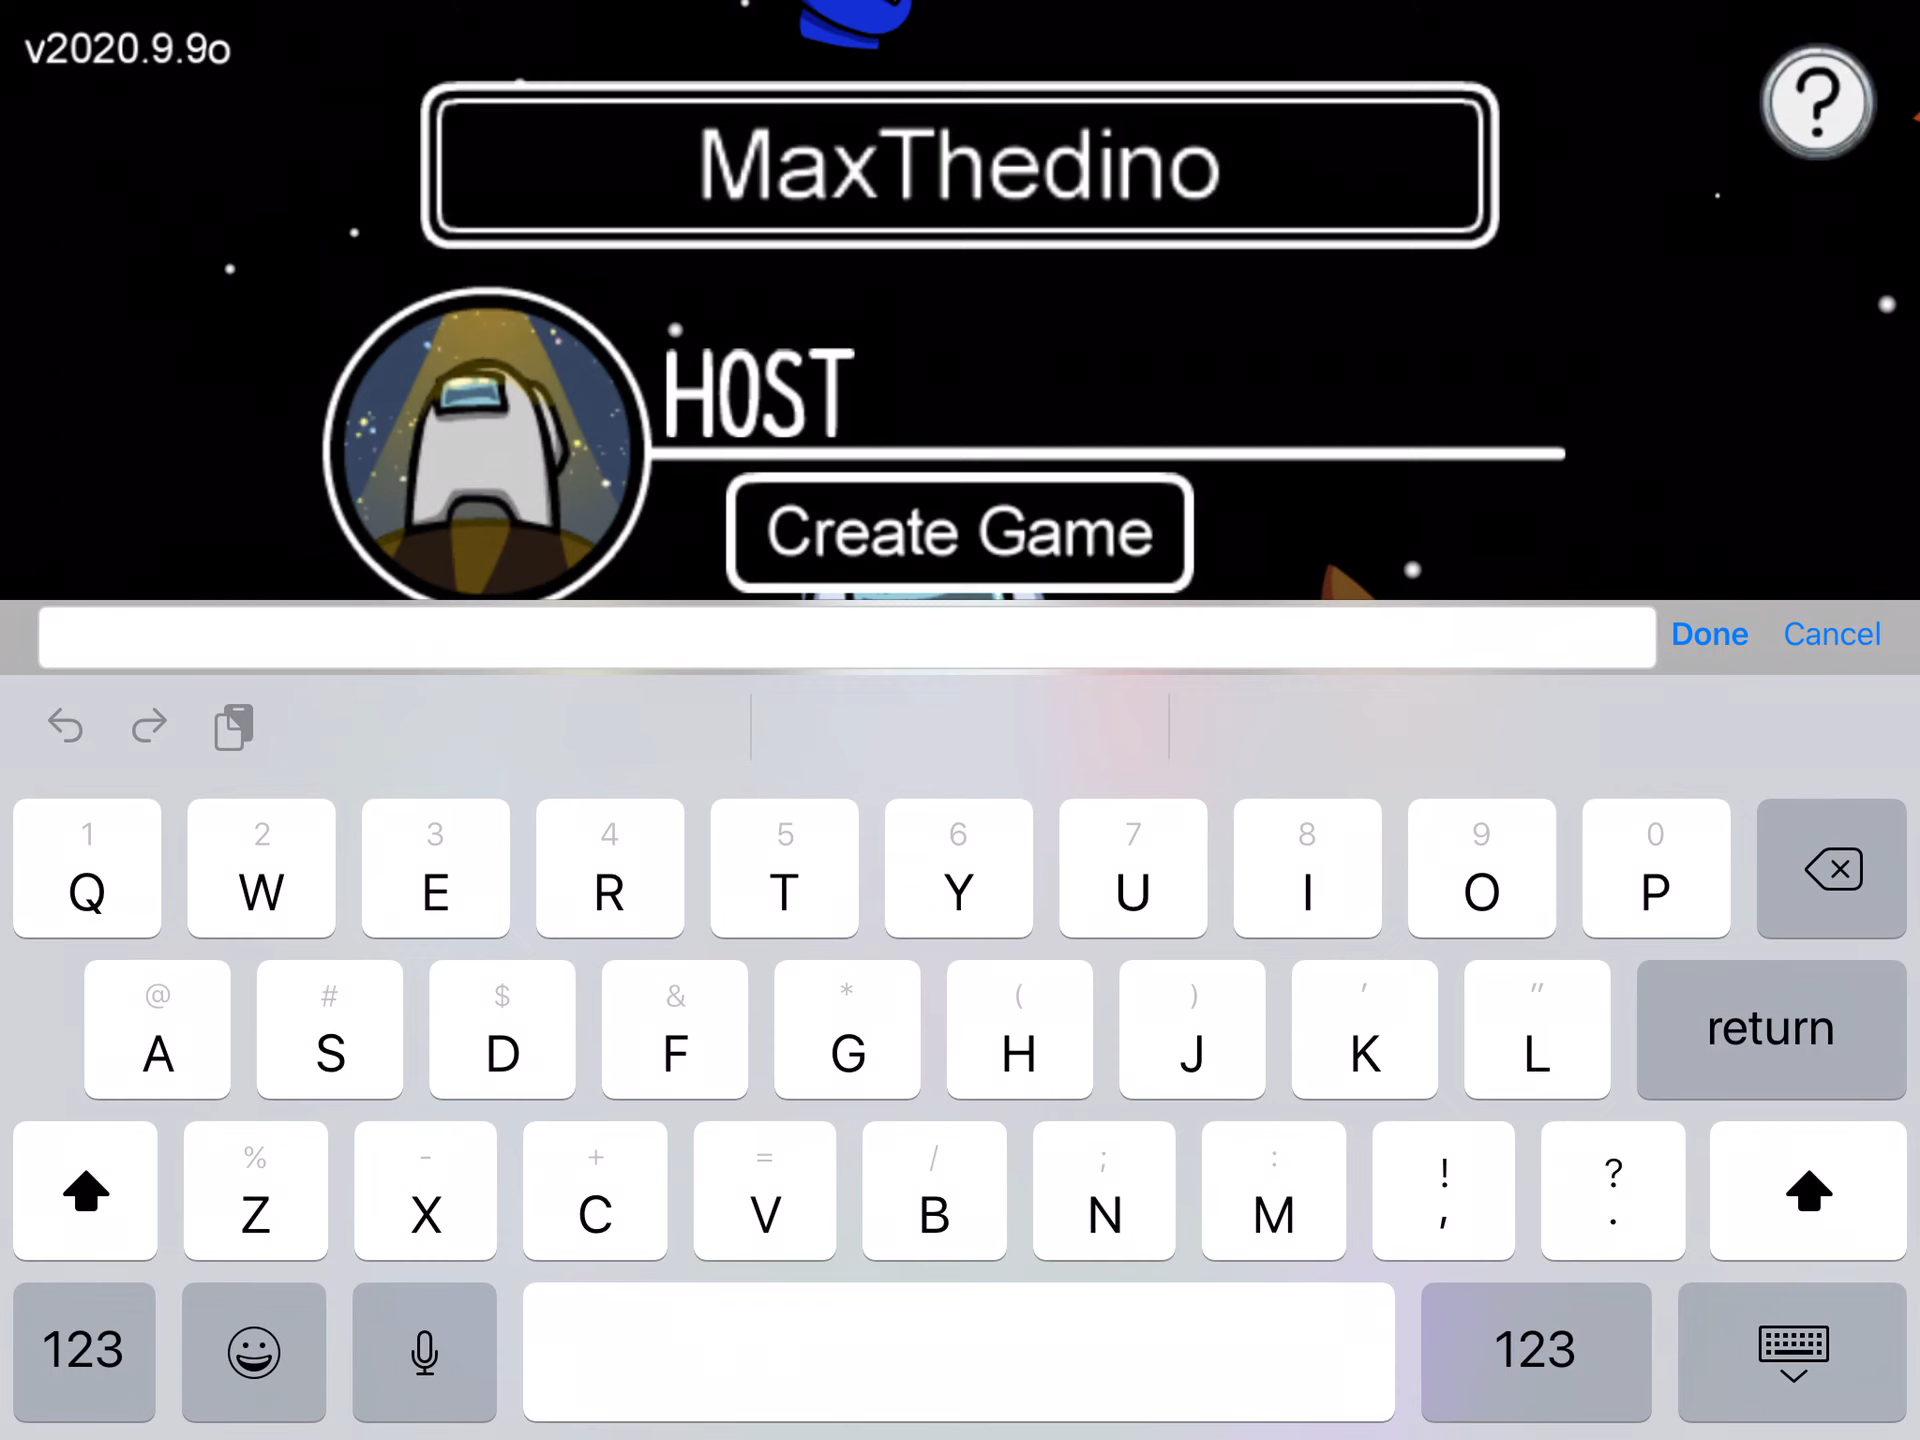 v2020.9.9o
?
MaxThedino
HOST
Create Game
Done Cancel
1 2 3 4 5 6 7 8 9 0
Q W E R T Y U I O P
@ # $ & * ( ) ' "
A S D F G H J K L return
% - + = / ; : ! ?
Z X C V B N M , .
123 123